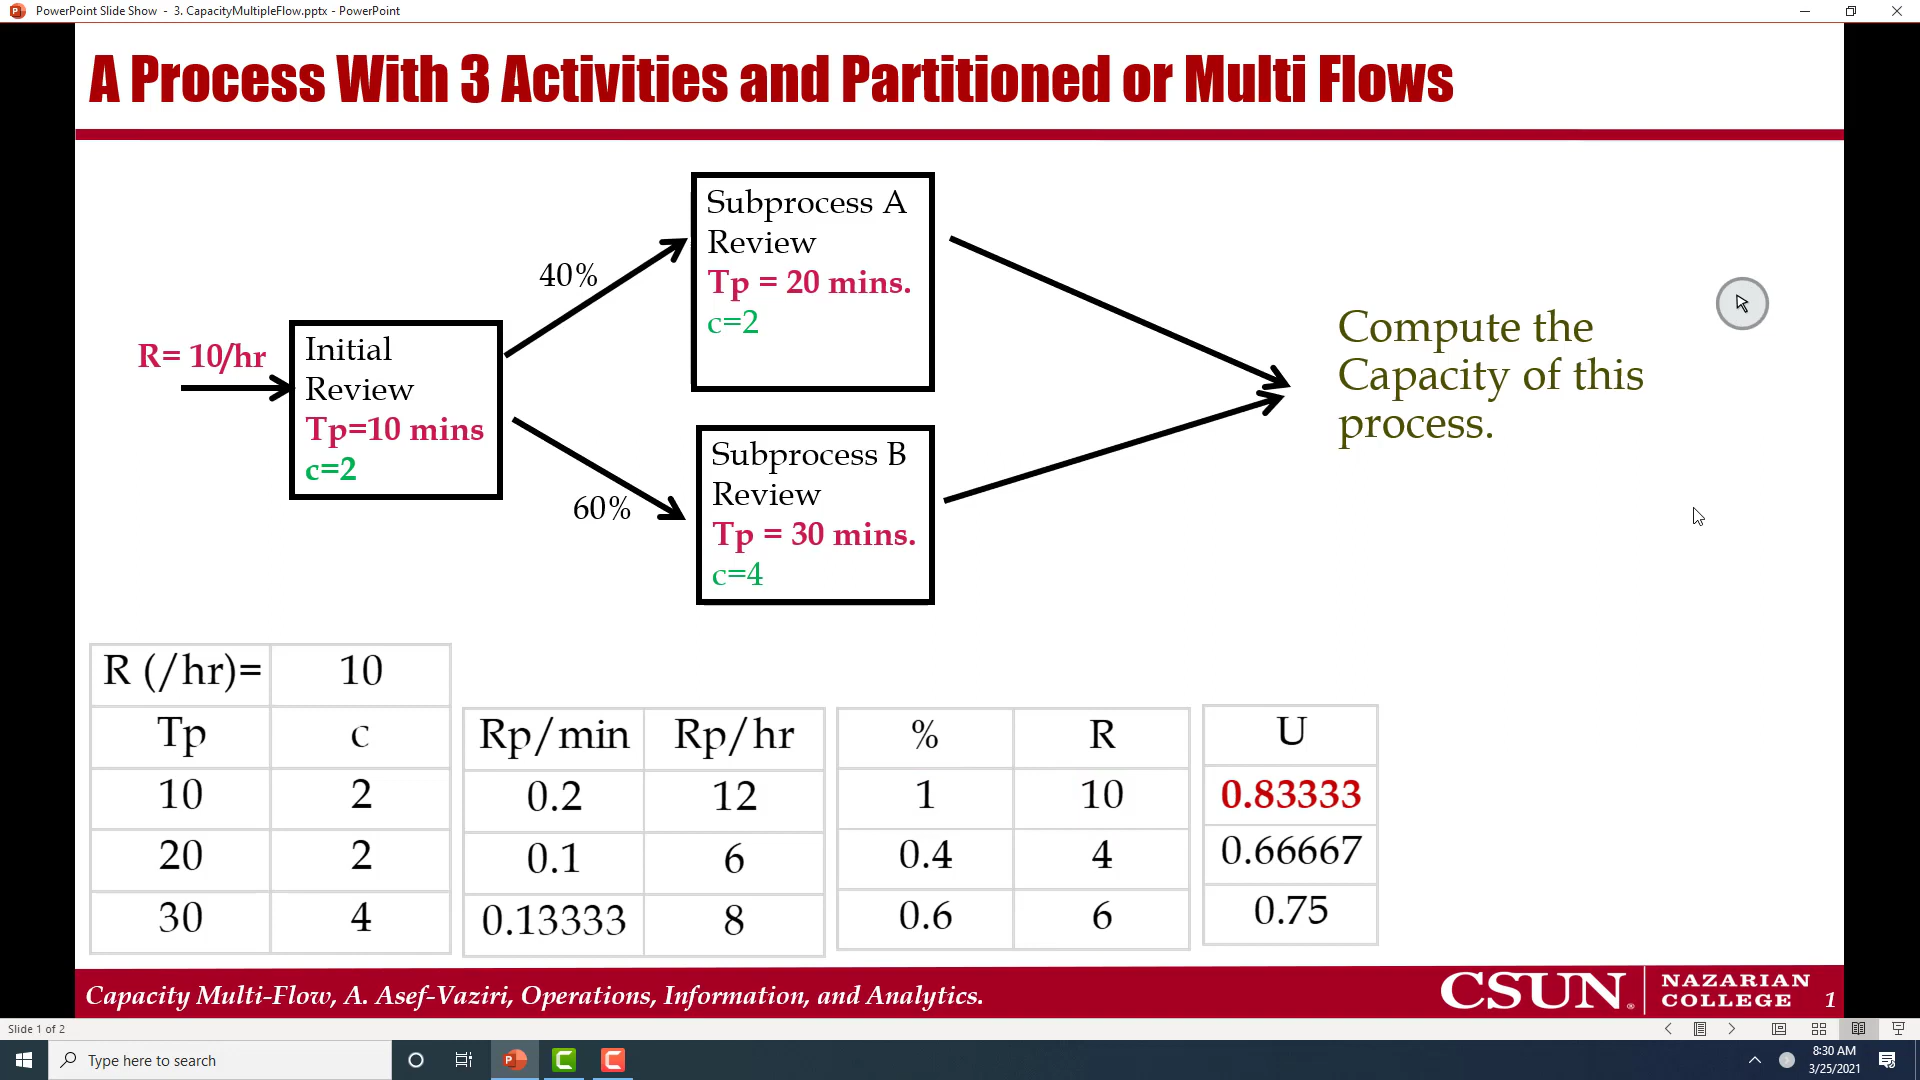 PowerPoint Slide Show - 3. CapacityMultipleFlow.pptx - PowerPoint
A Process With 3 Activities and Partitioned or Multi Flows
R= 10/hr
Initial
Review
Tp=10 mins
c=2
40%
60%
Subprocess A
Review
Tp = 20 mins.
c=2
Subprocess B
Review
Tp = 30 mins.
c=4
Compute the
Capacity of this
process.
R (/hr)= 10
Tp c
10 2
20 2
30 4
Rp/min Rp/hr
0.2 12
0.1 6
0.13333 8
% R
1 10
0.4 4
0.6 6
U
0.83333
0.66667
0.75
Capacity Multi-Flow, A. Asef-Vaziri, Operations, Information, and Analytics.
CSUN
NAZARIAN
COLLEGE
1
Slide 1 of 2
Type here to search
8:30 AM
3/25/2021